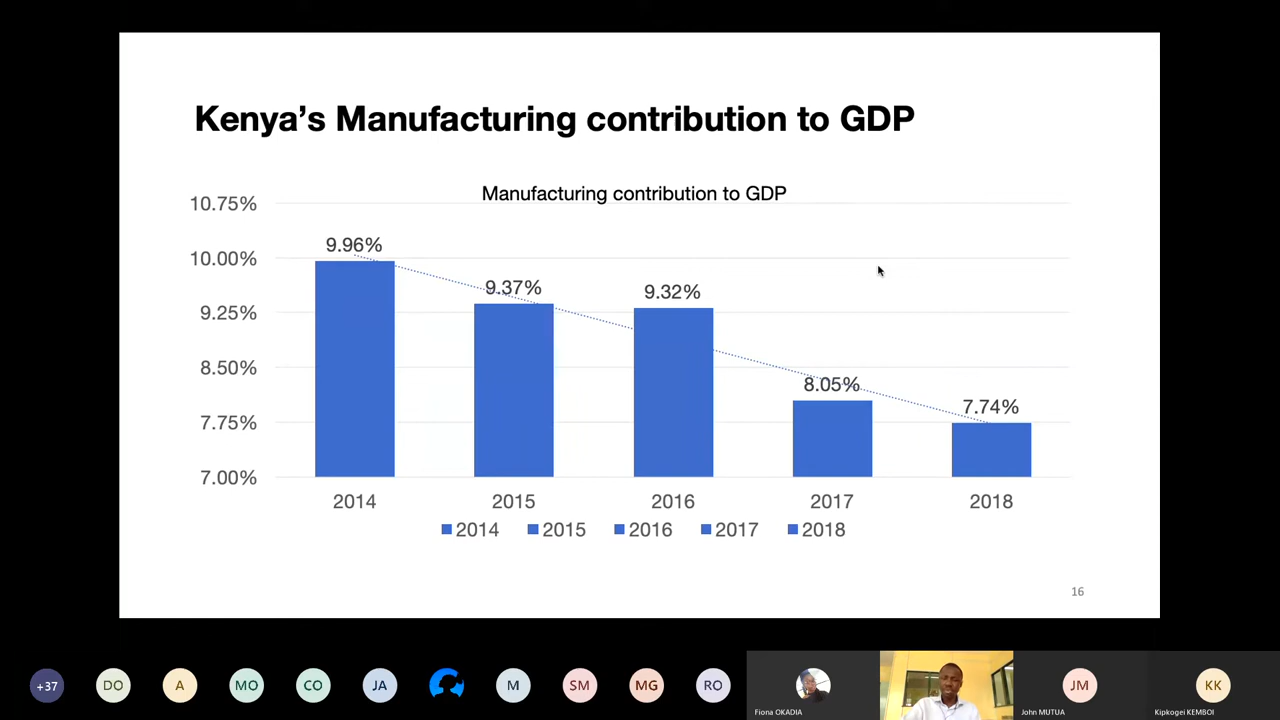 Kenya’s Manufacturing contribution to GDP
Manufacturing contribution to GDP
10.75%
10.00%
9.25%
8.50%
7.75%
7.00%
9.96%
9.37%
9.32%
8.05%
7.74%
2014 2015 2016 2017 2018
2014 2015 2016 2017 2018
16
+37 DO A MO CO JA M SM MG RO JM KK
Fiona OKADIA John MUTUA Kipkogei KEMBOI